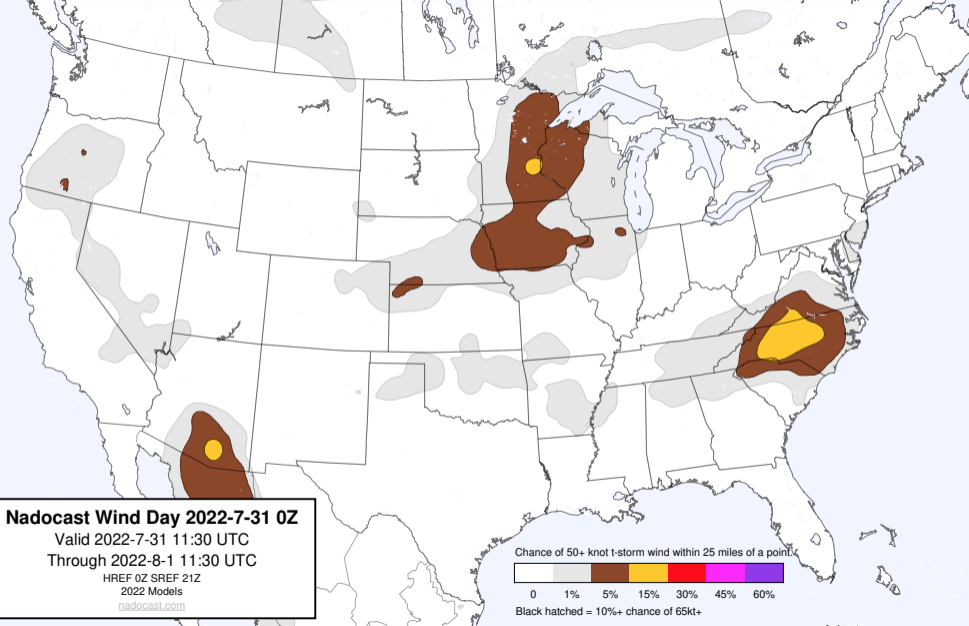 Nadocast Wind Day 2022-7-31 0Z
Valid 2022-7-31 11:30 UTC
Through 2022-8-1 11:30 UTC
HREF 0Z SREF 21Z
2022 Models
nadocast.com
Chance of 50+ knot t-storm wind within 25 miles of a point.
0 1% 5% 15% 30% 45% 60%
Black hatched = 10%+ chance of 65kt+